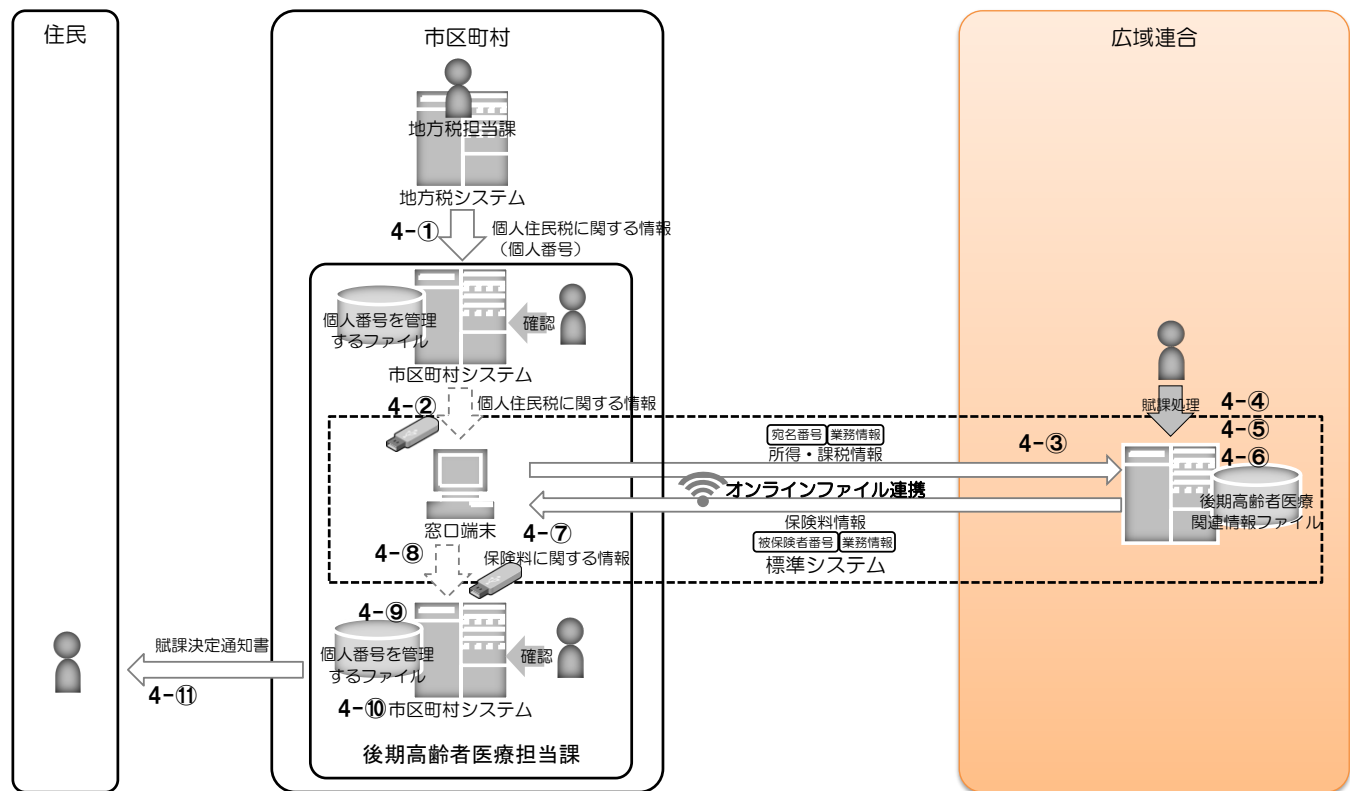 住民
市区町村
広域連合
地方税担当課
地方税システム
4-①
個人住民税に関する情報
（個人番号）
個人番号を管理
するファイル
確認
市区町村システム
4-②
個人住民税に関する情報
賦課処理
4-④
4-⑤
4-⑥
宛名番号
業務情報
所得・課税情報
4-③
オンラインファイル連携
後期高齢者医療
関連情報ファイル
窓口端末
4-⑦
保険料情報
被保険者番号
業務情報
標準システム
4-⑧
保険料に関する情報
4-⑨
個人番号を管理
するファイル
確認
賦課決定通知書
4-⑪
4-⑩
市区町村システム
後期高齢者医療担当課